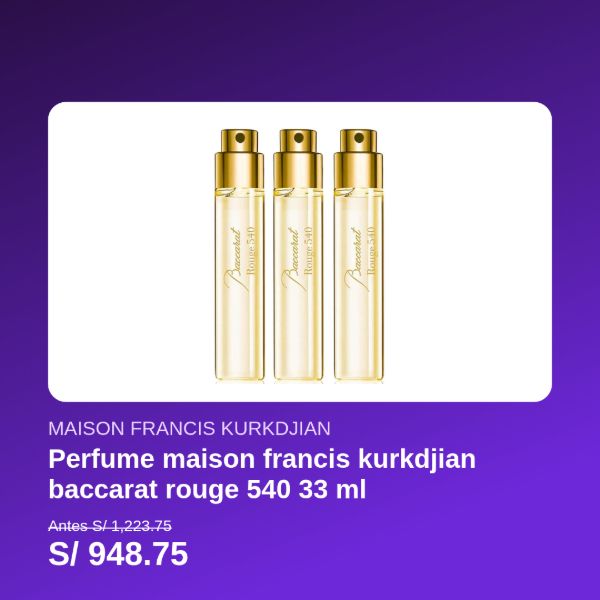 Baccarat
Rouge 540
Baccarat
Rouge 540
Baccarat
Rouge 540
MAISON FRANCIS KURKDJIAN
Perfume maison francis kurkdjian
baccarat rouge 540 33 ml
Antes S/ 1,223.75
S/ 948.75